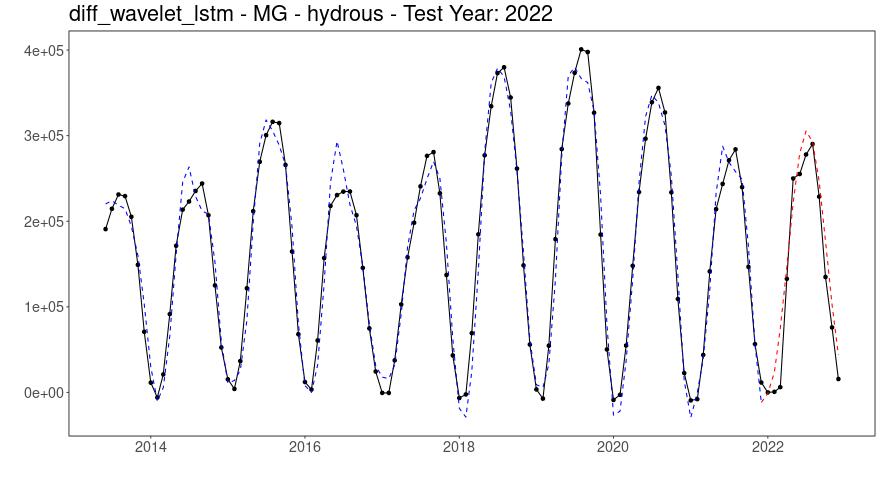 diff_wavelet_lstm - MG - hydrous - Test Year: 2022
4e+05
3e+05
2e+05
1e+05
0e+00
2014 2016 2018 2020 2022